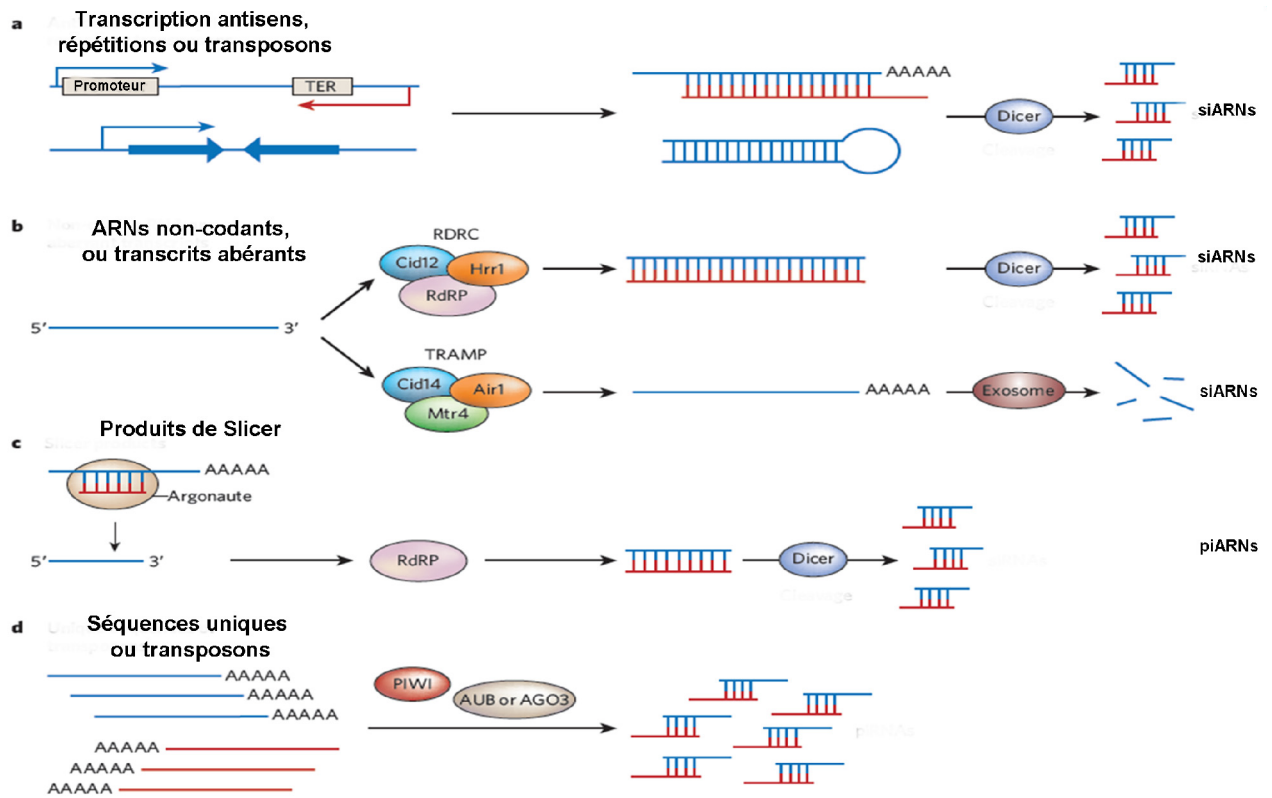 a
Transcription antisens,
répétitions ou transposons
Promoteur
TER
AAAAA
Dicer
siARNs
b
ARNs non-codants,
ou transcrits abérants
RDRC
Cid12
Hrr1
RdRP
Dicer
siARNs
5′
3′
TRAMP
Cid14
Air1
Mtr4
AAAAA
Exosome
siARNs
c
Produits de Slicer
AAAAA
Argonaute
5′
3′
RdRP
Dicer
piARNs
d
Séquences uniques
ou transposons
AAAAA
AAAAA
AAAAA
PIWI
AUB or AGO3
AAAAA
AAAAA
AAAAA